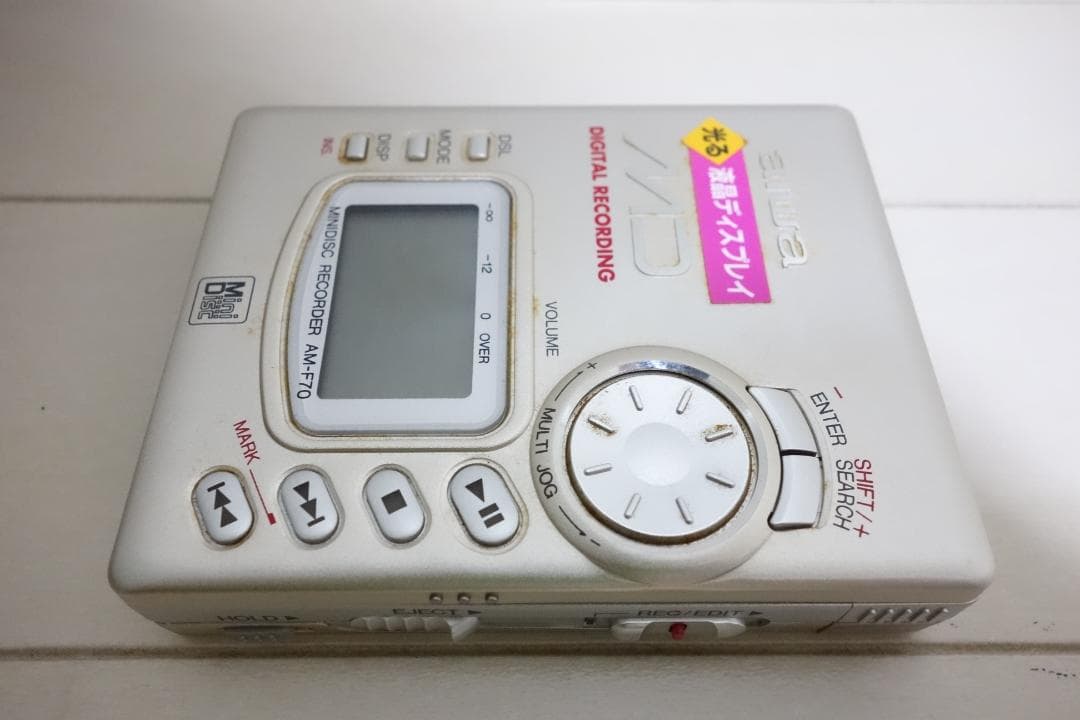 aiwa
光る
液晶ディスプレイ
MD
DIGITAL RECORDING
DSL
MODE
DISP
-∞ -12 0 OVER
MINIDISC RECORDER AM-F70
Mini
Disc
VOLUME
+
MULTI JOG
-
-
ENTER
SHIFT/+
SEARCH
MARK
HOLD
EJECT
REC/EDIT